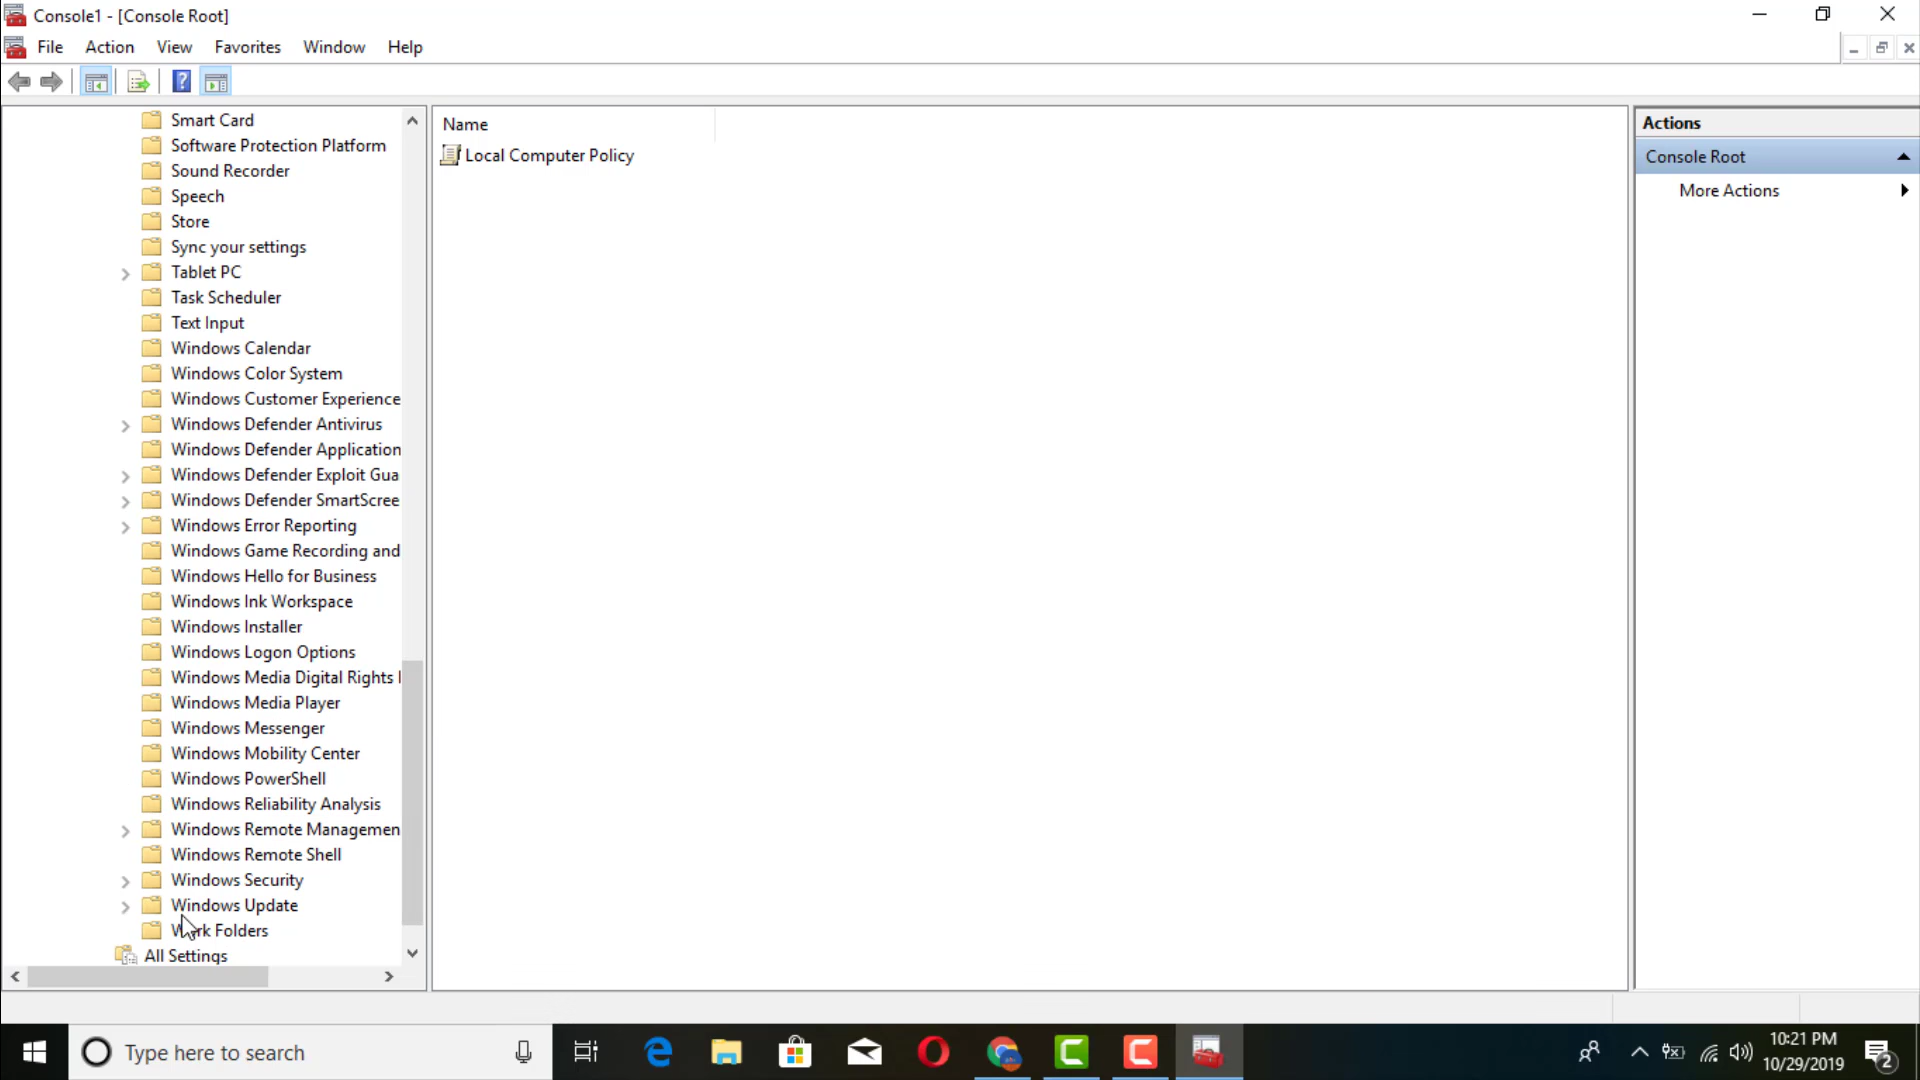 Console1 - [Console Root]
File Action View Favorites Window Help
Smart Card
Software Protection Platform
Sound Recorder
Speech
Store
Sync your settings
Tablet PC
Task Scheduler
Text Input
Windows Calendar
Windows Color System
Windows Customer Experience
Windows Defender Antivirus
Windows Defender Application
Windows Defender Exploit Gua
Windows Defender SmartScree
Windows Error Reporting
Windows Game Recording and
Windows Hello for Business
Windows Ink Workspace
Windows Installer
Windows Logon Options
Windows Media Digital Rights
Windows Media Player
Windows Messenger
Windows Mobility Center
Windows PowerShell
Windows Reliability Analysis
Windows Remote Managemen
Windows Remote Shell
Windows Security
Windows Update
Work Folders
All Settings
Name
Local Computer Policy
Actions
Console Root
More Actions
Type here to search
10:21 PM
10/29/2019
2